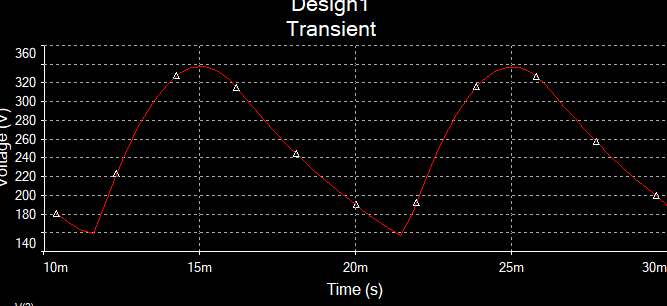 Design1
Transient
360
320
300
280
260
240
220
200
180
140
Voltage (V)
10m 15m 20m 25m 30m
Time (s)
V(2)